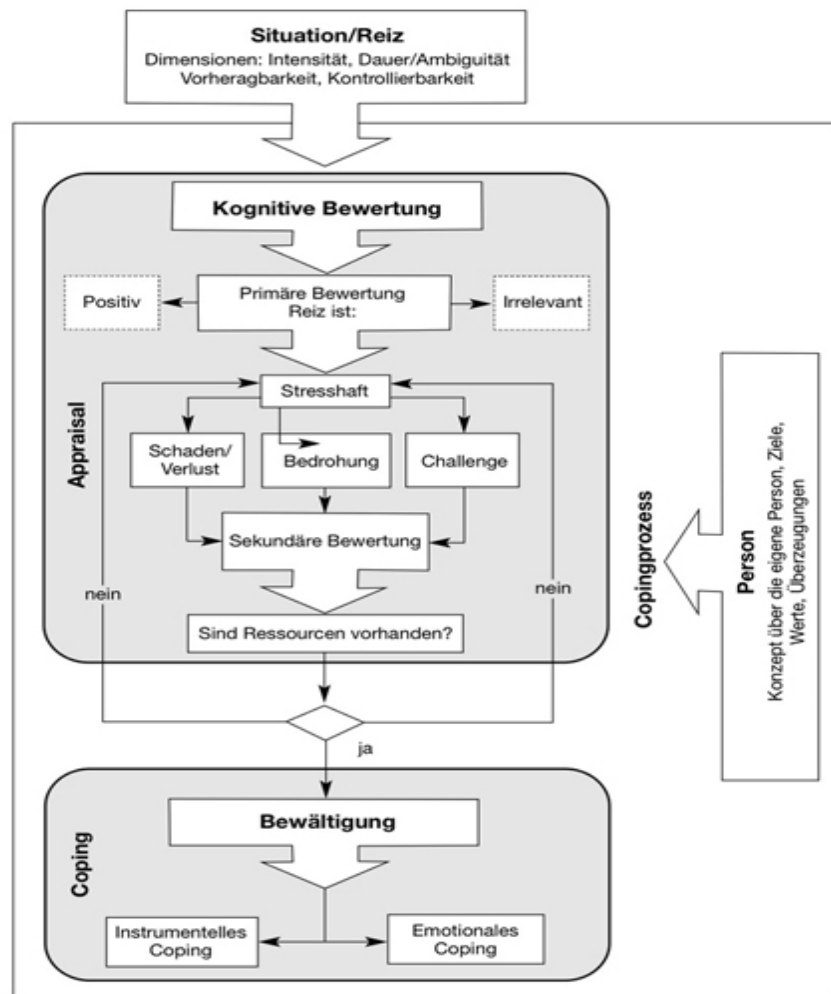 Situation/Reiz
Dimensionen: Intensität, Dauer/Ambiguität
Vorheragbarkeit, Kontrollierbarkeit
Kognitive Bewertung
Positiv
Primäre Bewertung
Reiz ist:
Irrelevant
Stresshaft
Schaden/
Verlust
Bedrohung
Challenge
Sekundäre Bewertung
nein
nein
Sind Ressourcen vorhanden?
Appraisal
ja
Bewältigung
Instrumentelles
Coping
Emotionales
Coping
Coping
Copingprozess
Person
Konzept über die eigene Person, Ziele,
Werte, Überzeugungen